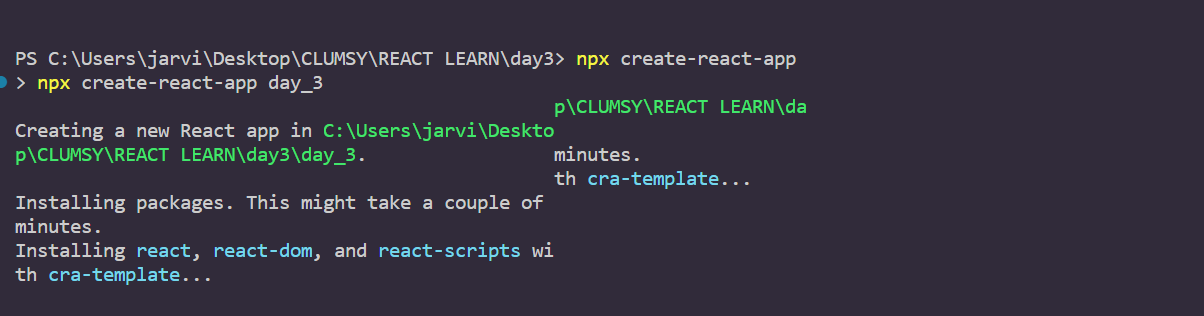 PS C:\Users\jarvi\Desktop\CLUMSY\REACT LEARN\day3> npx create-react-app
> npx create-react-app day_3
p\CLUMSY\REACT LEARN\da
Creating a new React app in C:\Users\jarvi\Deskto
p\CLUMSY\REACT LEARN\day3\day_3. minutes.
th cra-template...
Installing packages. This might take a couple of
minutes.
Installing react, react-dom, and react-scripts wi
th cra-template...